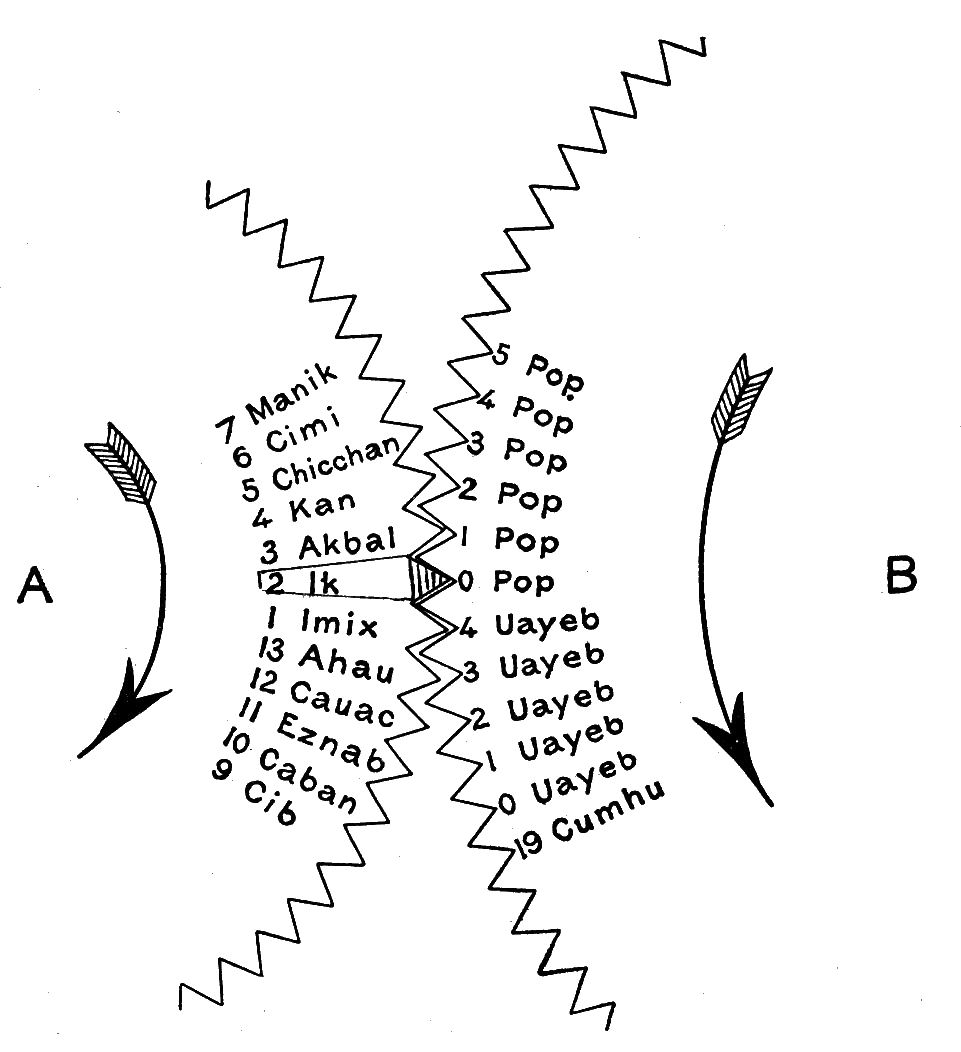 A
7 Manik
6 Cimi
5 Chicchan
4 Kan
3 Akbal
2 Ik
1 Imix
13 Ahau
12 Cauac
11 Eznab
10 Caban
9 Cib
5 Pop
4 Pop
3 Pop
2 Pop
1 Pop
0 Pop
4 Uayeb
3 Uayeb
2 Uayeb
1 Uayeb
0 Uayeb
19 Cumhu
B